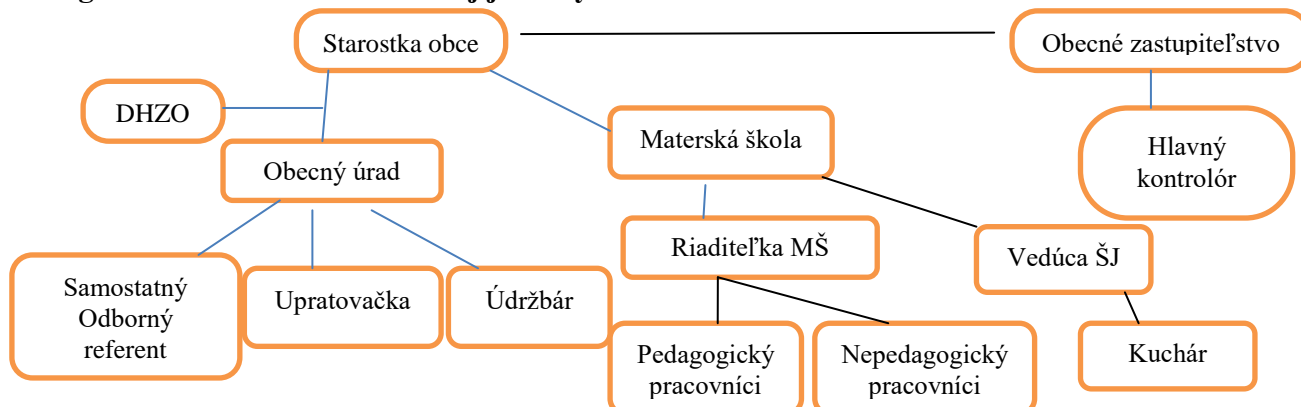 Starostka obce
Obecné zastupiteľstvo
DHZO
Materská škola
Hlavný
kontrolór
Obecný úrad
Riaditeľka MŠ
Vedúca ŠJ
Samostatný
Odborný
referent
Upratovačka
Údržbár
Pedagogický
pracovníci
Nepedagogický
pracovníci
Kuchár